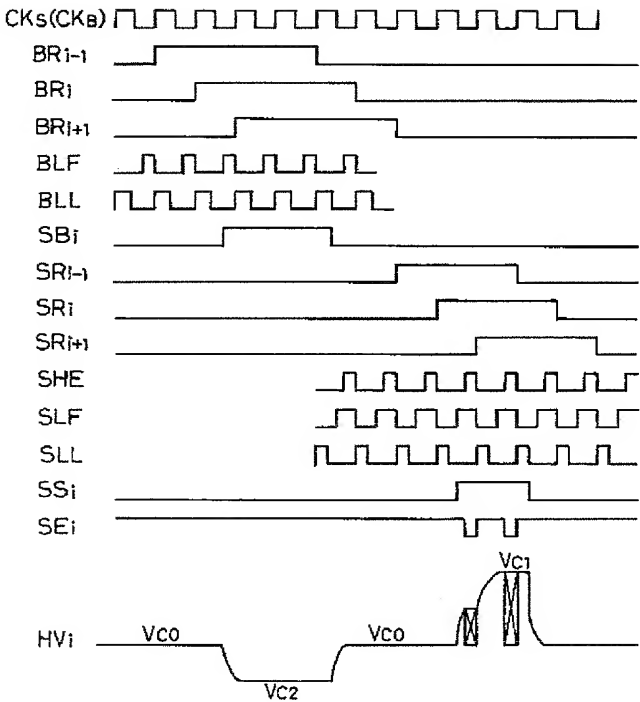 CKS(CKB)
BRi-1
BRi
BRi+1
BLF
BLL
SBi
SRi-1
SRi
SRi+1
SHE
SLF
SLL
SSi
SEi
VC1
HVi VCO VCO
VC2